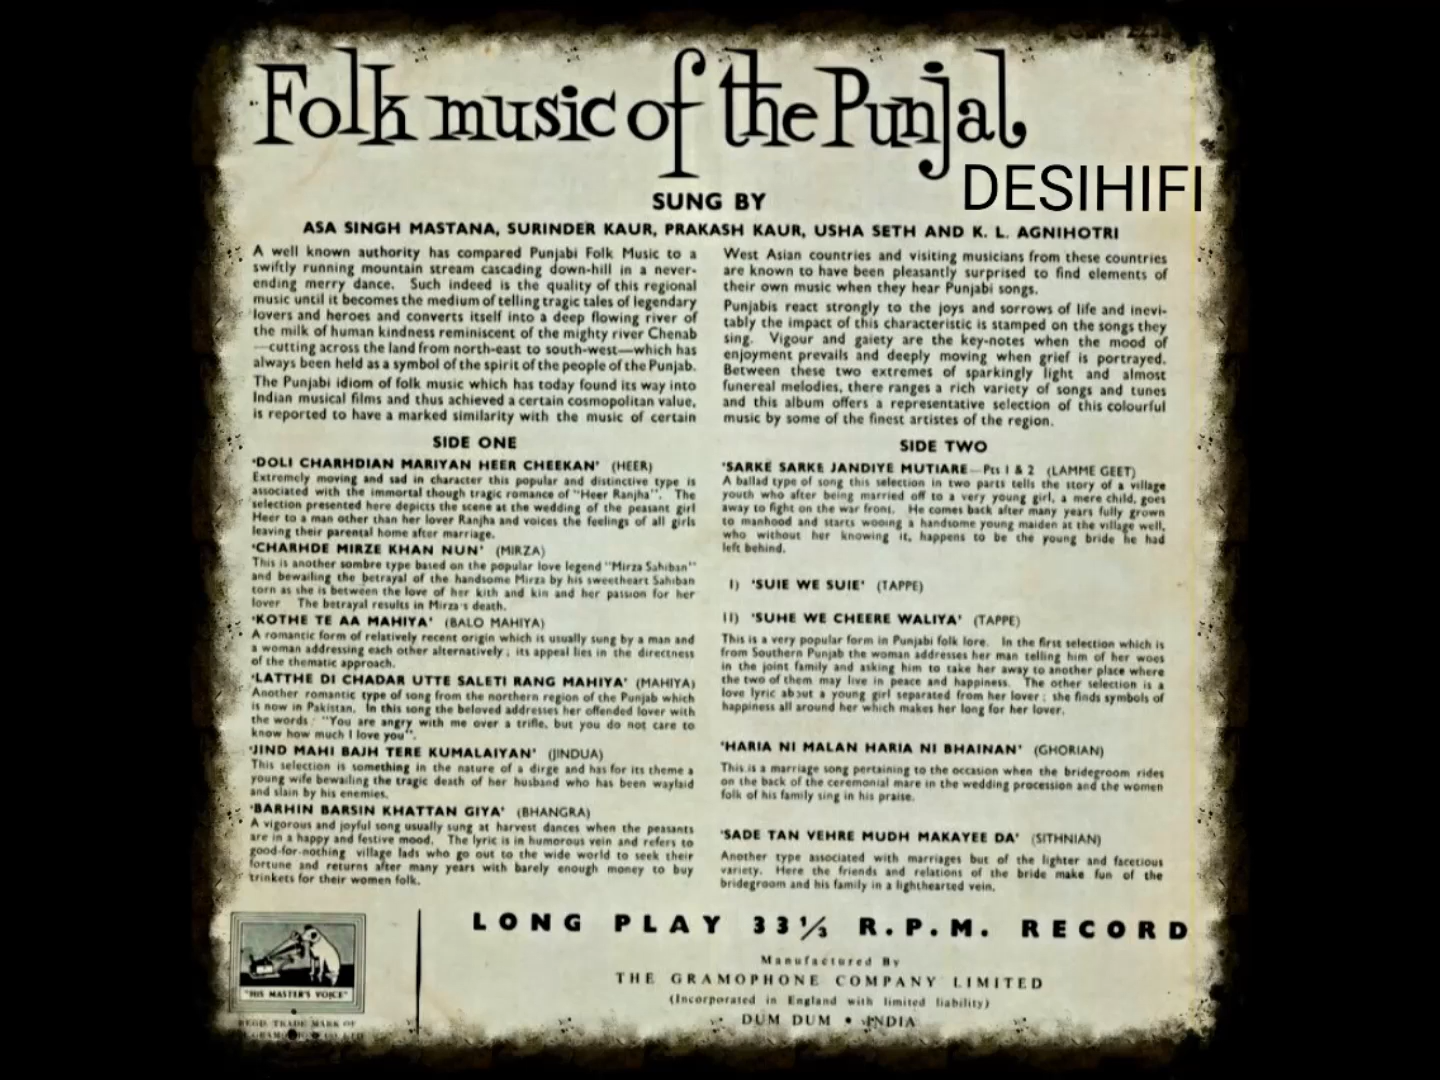 Folk music of the Punjab
DESIHIFI
SUNG BY
ASA SINGH MASTANA, SURINDER KAUR, PRAKASH KAUR, USHA SETH AND K. L. AGNIHOTRI
A well known authority has compared Punjabi Folk Music to a
swiftly running mountain stream cascading down-hill in a never-
ending merry dance. Such indeed is the quality of this regional
music until it becomes the medium of telling tragic tales of legendary
lovers and heroes and converts itself into a deep flowing river of
the milk of human kindness reminiscent of the mighty river Chenab
—cutting across the land from north-east to south-west—which has
always been held as a symbol of the spirit of the people of the Punjab.
The Punjabi idiom of folk music which has today found its way into
Indian musical films and thus achieved a certain cosmopolitan value,
is reported to have a marked similarity with the music of certain
West Asian countries and visiting musicians from these countries
are known to have been pleasantly surprised to find elements of
their own music when they hear Punjabi songs.
Punjabis react strongly to the joys and sorrows of life and inevi-
tably the impact of this characteristic is stamped on the songs they
sing. Vigour and gaiety are the key-notes when the mood of
enjoyment prevails and deeply moving when grief is portrayed.
Between these two extremes of sparkingly light and almost
funereal melodies, there ranges a rich variety of songs and tunes
and this album offers a representative selection of this colourful
music by some of the finest artistes of the region.
SIDE ONE
'DOLI CHARHDIAN MARIYAN HEER CHEEKAN' (HEER)
Extremely moving and sad in character this popular and distinctive type is
associated with the immortal though tragic romance of "Heer Ranjha". The
selection presented here depicts the scene at the wedding of the peasant girl
Heer to a man other than her lover Ranjha and voices the feelings of all girls
leaving their parental home after marriage.
'CHARHDE MIRZE KHAN NUN' (MIRZA)
This is another sombre type based on the popular love legend "Mirza Sahiban"
and bewailing the betrayal of the handsome Mirza by his sweetheart Sahiban
torn as she is between the love of her kith and kin and her passion for her
lover The betrayal results in Mirza's death.
'KOTHE TE AA MAHIYA' (BALO MAHIYA)
A romantic form of relatively recent origin which is usually sung by a man and
a woman addressing each other alternatively; its appeal lies in the directness
of the thematic approach.
'LATTHE DI CHADAR UTTE SALETI RANG MAHIYA' (MAHIYA)
Another romantic type of song from the northern region of the Punjab which
is now in Pakistan. In this song the beloved addresses her offended lover with
the words: "You are angry with me over a trifle, but you do not care to
know how much I love you".
'JIND MAHI BAJH TERE KUMALAIYAN' (JINDUA)
This selection is something in the nature of a dirge and has for its theme a
young wife bewailing the tragic death of her husband who has been waylaid
and slain by his enemies.
'BARHIN BARSIN KHATTAN GIYA' (BHANGRA)
A vigorous and joyful song usually sung at harvest dances when the peasants
are in a happy and festive mood. The lyric is in humorous vein and refers to
good-for-nothing village lads who go out to the wide world to seek their
fortune and returns after many years with barely enough money to buy
trinkets for their women folk.
SIDE TWO
'SARKE SARKE JANDIYE MUTIARE—Pts 1 & 2 (LAMME GEET)
A ballad type of song this selection in two parts tells the story of a village
youth who after being married off to a very young girl, a mere child, goes
away to fight on the war front. He comes back after many years fully grown
to manhood and starts wooing a handsome young maiden at the village well,
who without her knowing it, happens to be the young bride he had
left behind.
I) 'SUIE WE SUIE' (TAPPE)
II) 'SUHE WE CHEERE WALIYA' (TAPPE)
This is a very popular form in Punjabi folk lore. In the first selection which is
from Southern Punjab the woman addresses her man telling him of her woes
in the joint family and asking him to take her away to another place where
the two of them may live in peace and happiness. The other selection is a
love lyric about a young girl separated from her lover; she finds symbols of
happiness all around her which makes her long for her lover.
'HARIA NI MALAN HARIA NI BHAINAN' (GHORIAN)
This is a marriage song pertaining to the occasion when the bridegroom rides
on the back of the ceremonial mare in the wedding procession and the women
folk of his family sing in his praise.
'SADE TAN VEHRE MUDH MAKAYEE DA' (SITHNIAN)
Another type associated with marriages but of the lighter and facetious
variety. Here the friends and relations of the bride make fun of the
bridegroom and his family in a lighthearted vein.
"HIS MASTER'S VOICE"
REGD. TRADE MARK OF
LONG PLAY 33⅓ R.P.M. RECORD
Manufactured By
THE GRAMOPHONE COMPANY LIMITED
(Incorporated in England with limited liability)
DUM DUM • INDIA